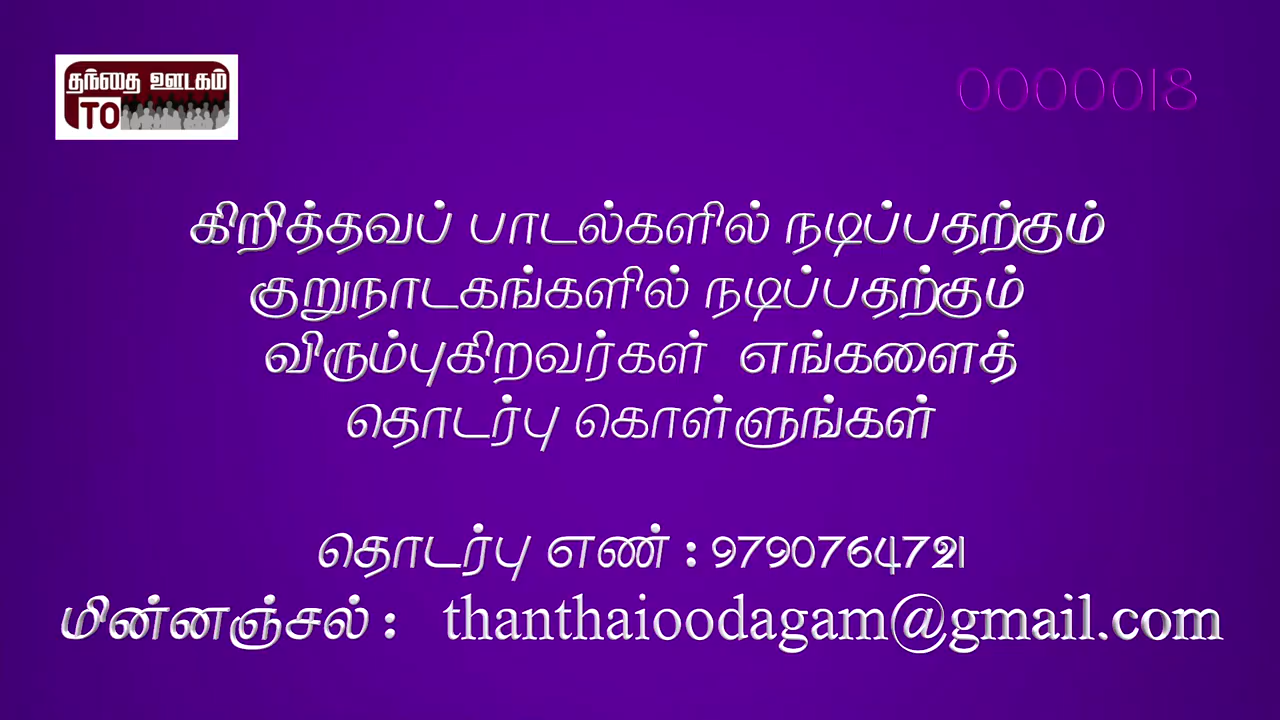 தந்தை ஊடகம்
TO
0000018
கிறித்தவப் பாடல்களில் நடிப்பதற்கும்
குறுநாடகங்களில் நடிப்பதற்கும்
விரும்புகிறவர்கள் எங்களைத்
தொடர்பு கொள்ளுங்கள்
தொடர்பு எண் : 9790764721
மின்னஞ்சல் : thanthaioodagam@gmail.com